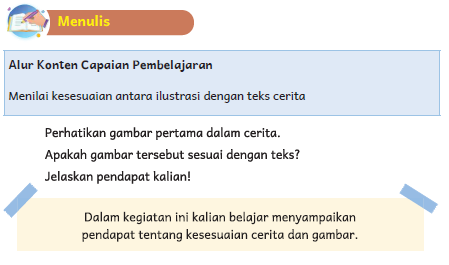 Menulis
Alur Konten Capaian Pembelajaran
Menilai kesesuaian antara ilustrasi dengan teks cerita
Perhatikan gambar pertama dalam cerita.
Apakah gambar tersebut sesuai dengan teks?
Jelaskan pendapat kalian!
Dalam kegiatan ini kalian belajar menyampaikan
pendapat tentang kesesuaian cerita dan gambar.